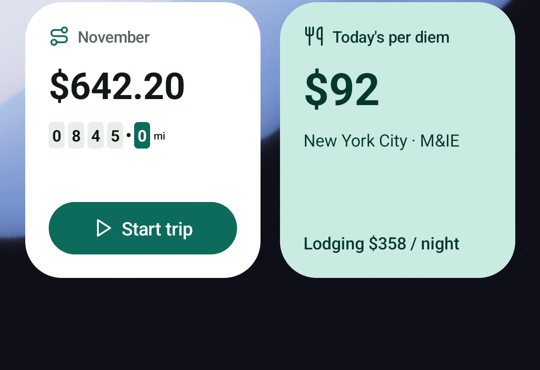 November
$642.20
0845•0 mi
Start trip
Today's per diem
$92
New York City · M&IE
Lodging $358 / night